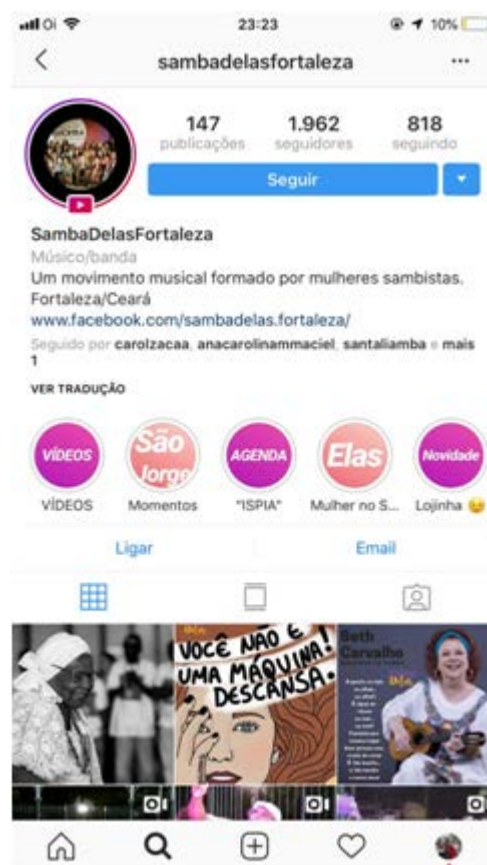 Oi 23:23 10%
sambadelasfortaleza
147 1.962 818
publicações seguidores seguindo
Seguir
SambaDelasFortaleza
Músico/banda
Um movimento musical formado por mulheres sambistas.
Fortaleza/Ceará
www.facebook.com/sambadelas.fortaleza/
Seguido por carolzacaa, anacarolinammaciel, santaliamba e mais
1
VER TRADUÇÃO
VÍDEOS São Jorge AGENDA Elas Novidade
VÍDEOS Momentos "ISPIA" Mulher no S... Lojinha 😉
Ligar Email
VOCÊ NÃO É
UMA MÁQUINA!
DESCANSA.
Beth
Carvalho